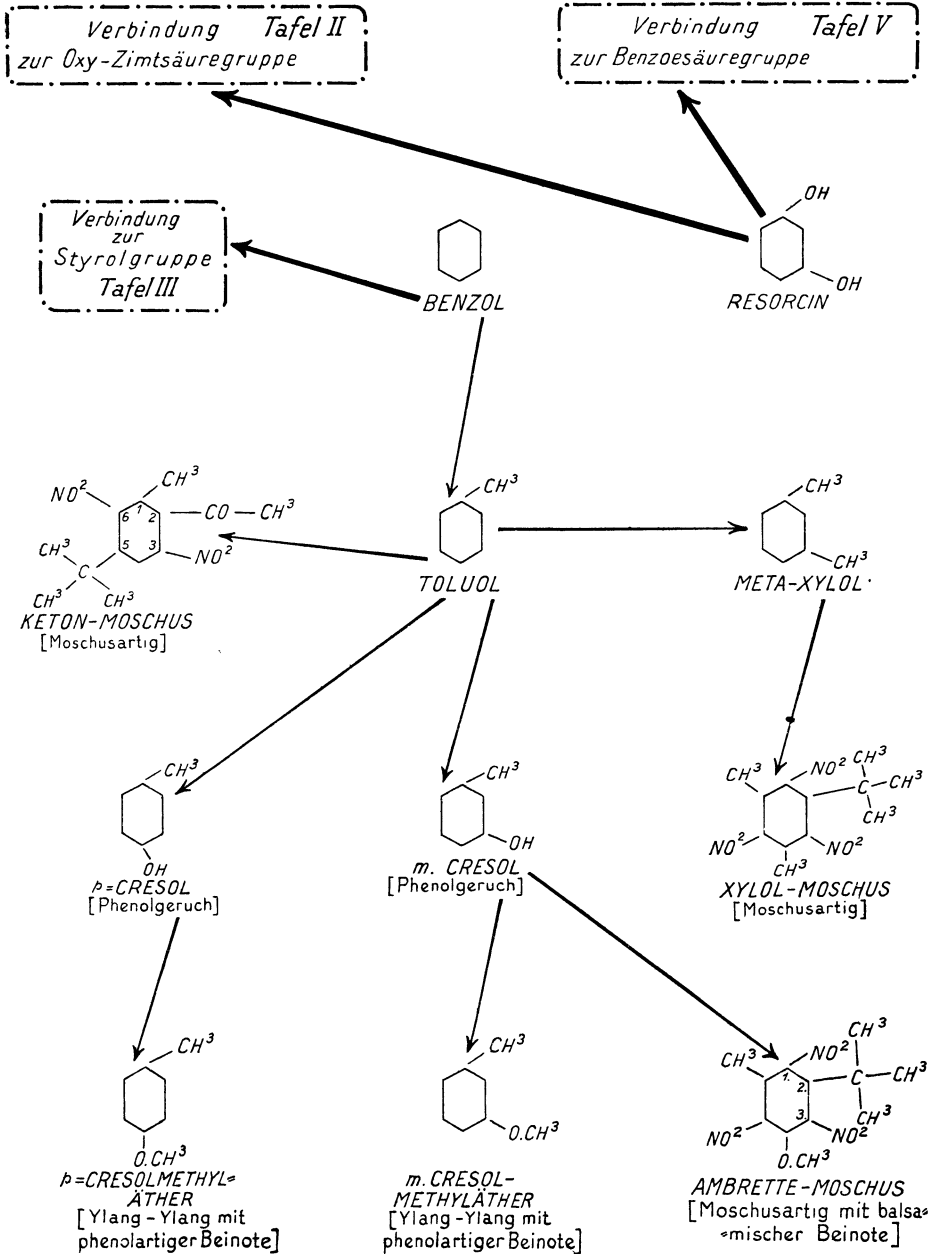 Verbindung Tafel II
zur Oxy-Zimtsäuregruppe
Verbindung Tafel V
zur Benzoesäuregruppe
Verbindung
zur
Styrolgruppe
Tafel III
BENZOL
OH
OH
RESORCIN
NO²
CH³
6 1 2
CO — CH³
5 3
NO²
CH³
C
CH³ CH³
KETON-MOSCHUS
[Moschusartig]
CH³
TOLUOL
CH³
CH³
META-XYLOL
CH³
OH
p=CRESOL
[Phenolgeruch]
CH³
OH
m. CRESOL
[Phenolgeruch]
CH³ NO² CH³
C CH³
CH³
NO² NO²
CH³
XYLOL-MOSCHUS
[Moschusartig]
CH³
O.CH³
p=CRESOLMETHYL=
ÄTHER
[Ylang-Ylang mit
phenolartiger Beinote]
CH³
O.CH³
m. CRESOL-
METHYLÄTHER
[Ylang-Ylang mit
phenolartiger Beinote]
CH³
CH³ NO²
1. 2. C CH³
3. CH³
NO² NO²
O.CH³
AMBRETTE-MOSCHUS
[Moschusartig mit balsa=
=mischer Beinote]